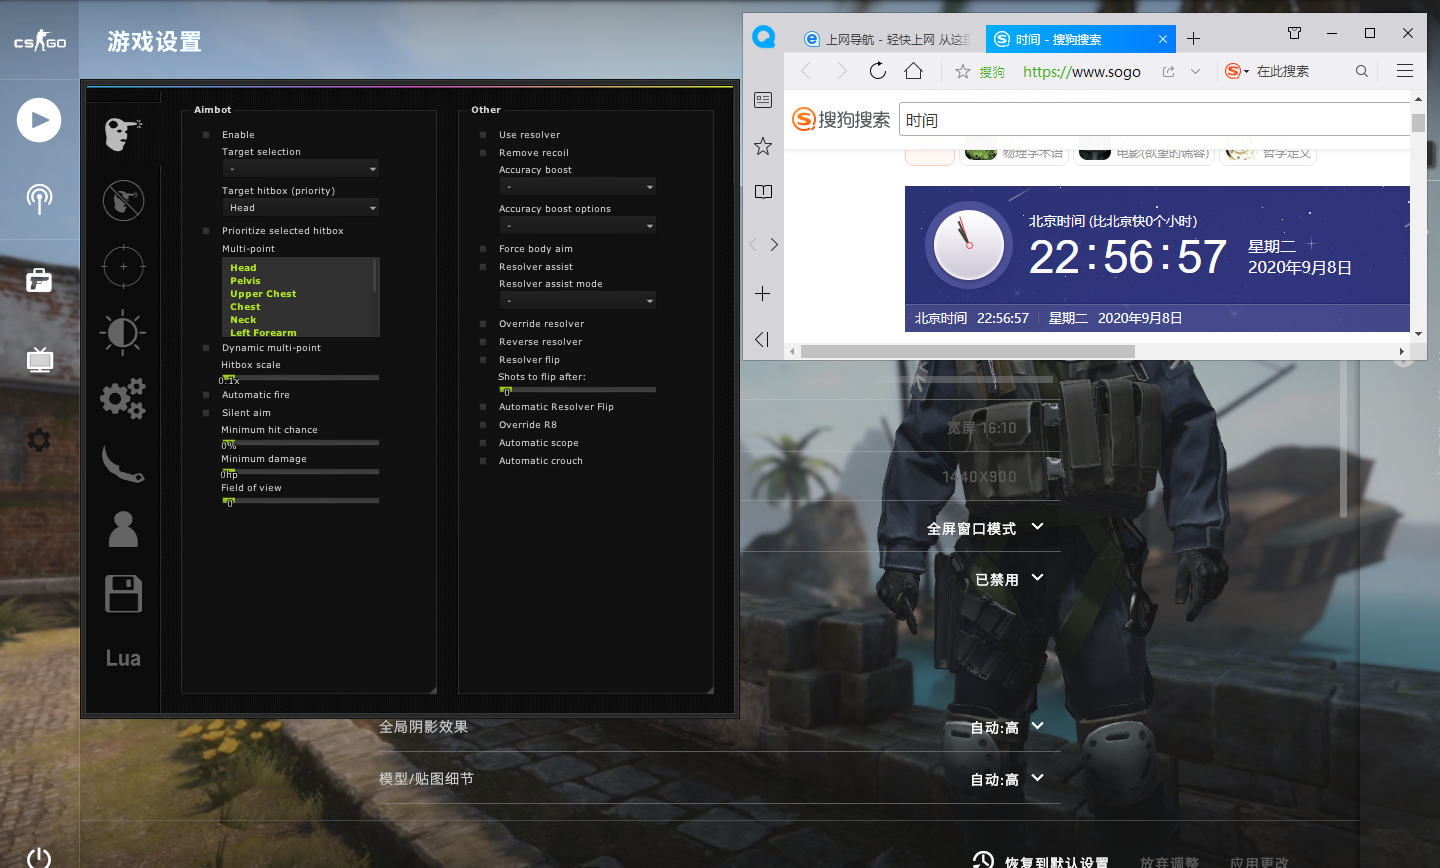 CS:GO
游戏设置
Aimbot
Enable
Target selection
-
Target hitbox (priority)
Head
Prioritize selected hitbox
Multi-point
Head
Pelvis
Upper Chest
Chest
Neck
Left Forearm
Dynamic multi-point
Hitbox scale
0.1x
Automatic fire
Silent aim
Minimum hit chance
0%
Minimum damage
0hp
Field of view
0
Lua
Other
Use resolver
Remove recoil
Accuracy boost
-
Accuracy boost options
-
Force body aim
Resolver assist
Resolver assist mode
-
Override resolver
Reverse resolver
Resolver flip
Shots to flip after:
0
Automatic Resolver Flip
Override R8
Automatic scope
Automatic crouch
上网导航 - 轻快上网 从这里
时间 - 搜狗搜索
搜狗 https://www.sogo
在此搜索
搜狗搜索 时间
物理学术语 电影(欲望的诱惑) 哲学定义
北京时间 (比北京快0个小时)
22:56:57
星期二
2020年9月8日
北京时间 22:56:57 星期二 2020年9月8日
宽屏 16:10
1440X900
全屏窗口模式
已禁用
全局阴影效果 自动:高
模型/贴图细节 自动:高
恢复到默认设置 放弃调整 应用更改